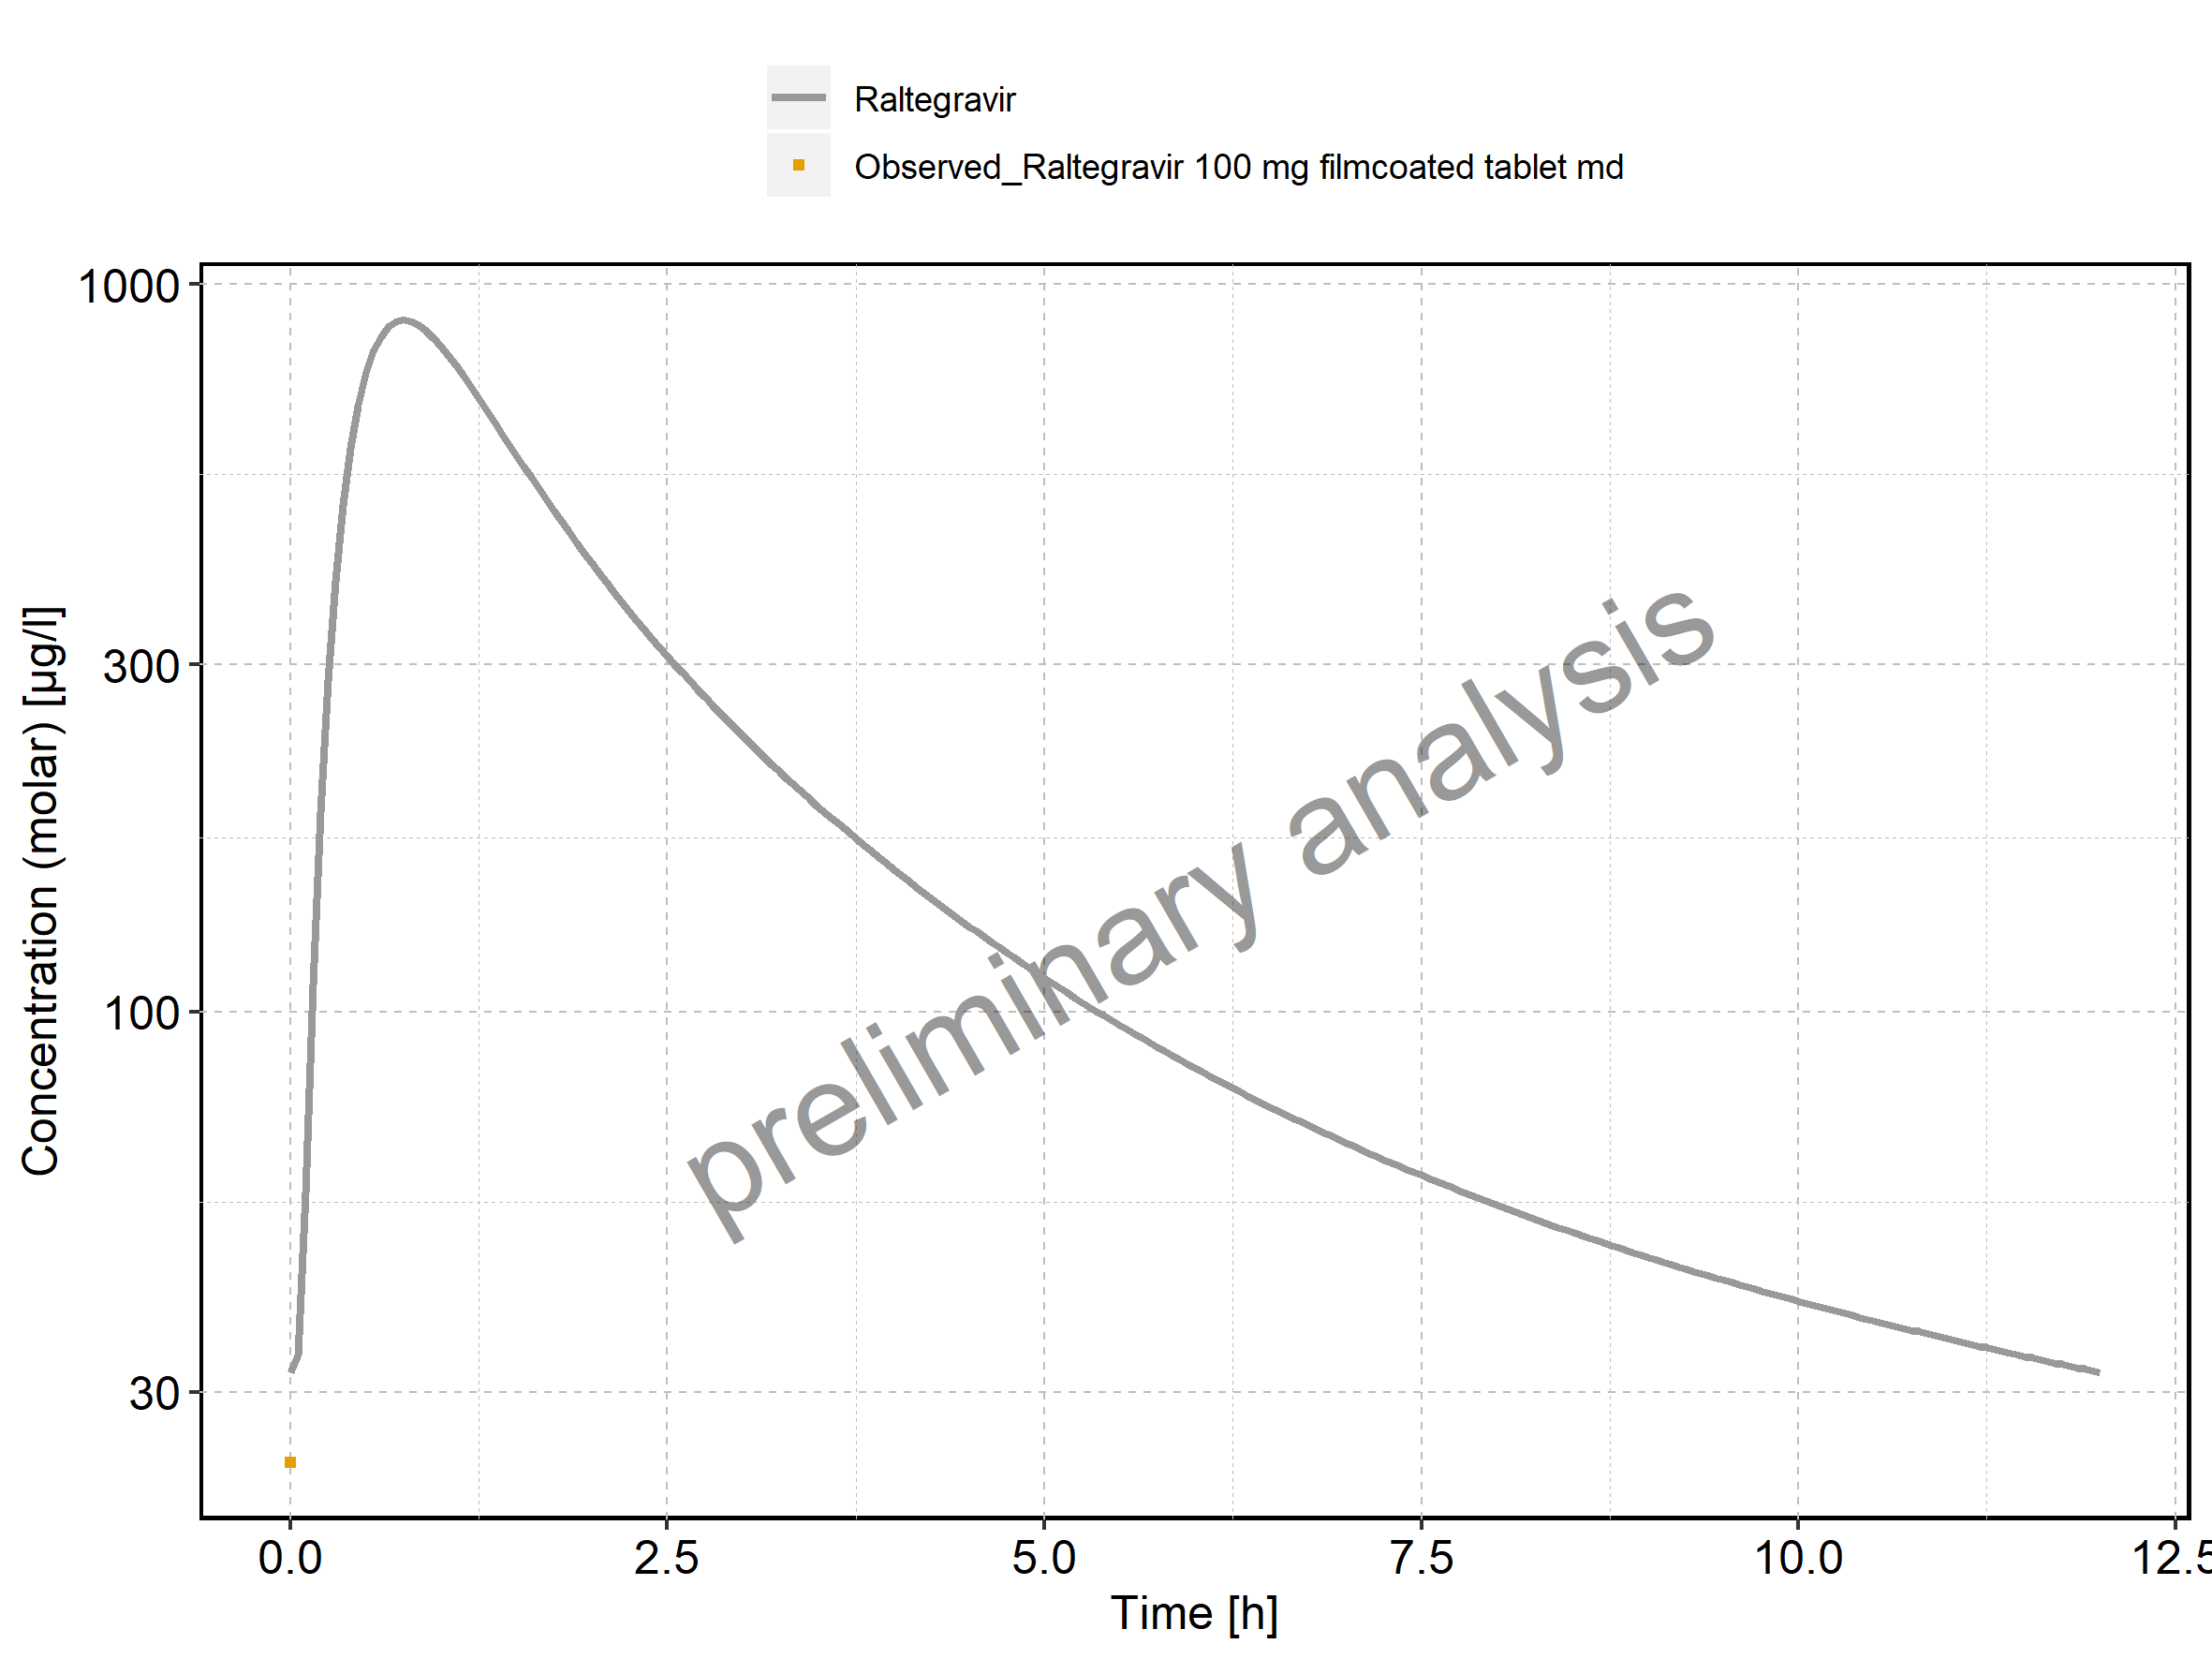 Raltegravir
Observed_Raltegravir 100 mg filmcoated tablet md
1000
300
100
30
Concentration (molar) [µg/l]
preliminary analysis
0.0 2.5 5.0 7.5 10.0 12.5
Time [h]